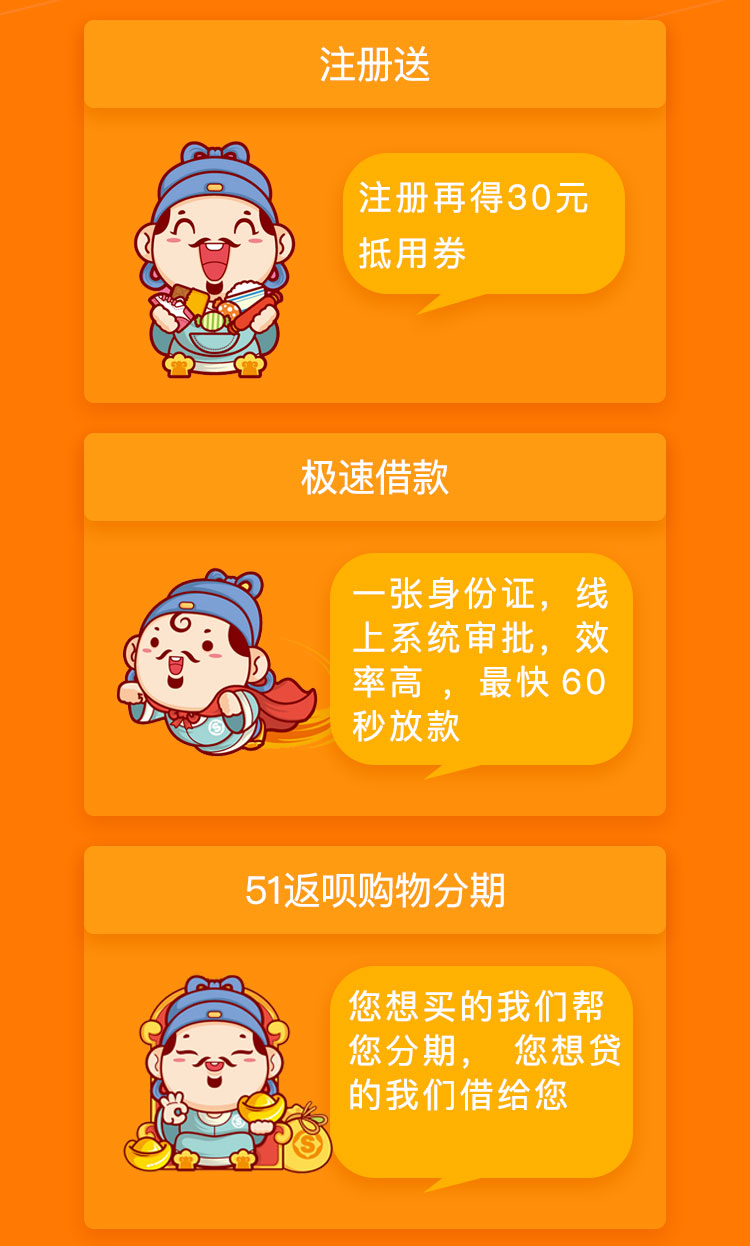 注册送
注册再得30元
抵用券
极速借款
一张身份证，线
上系统审批，效
率高 ，最快 60
秒放款
51返呗购物分期
您想买的我们帮
您分期， 您想贷
的我们借给您